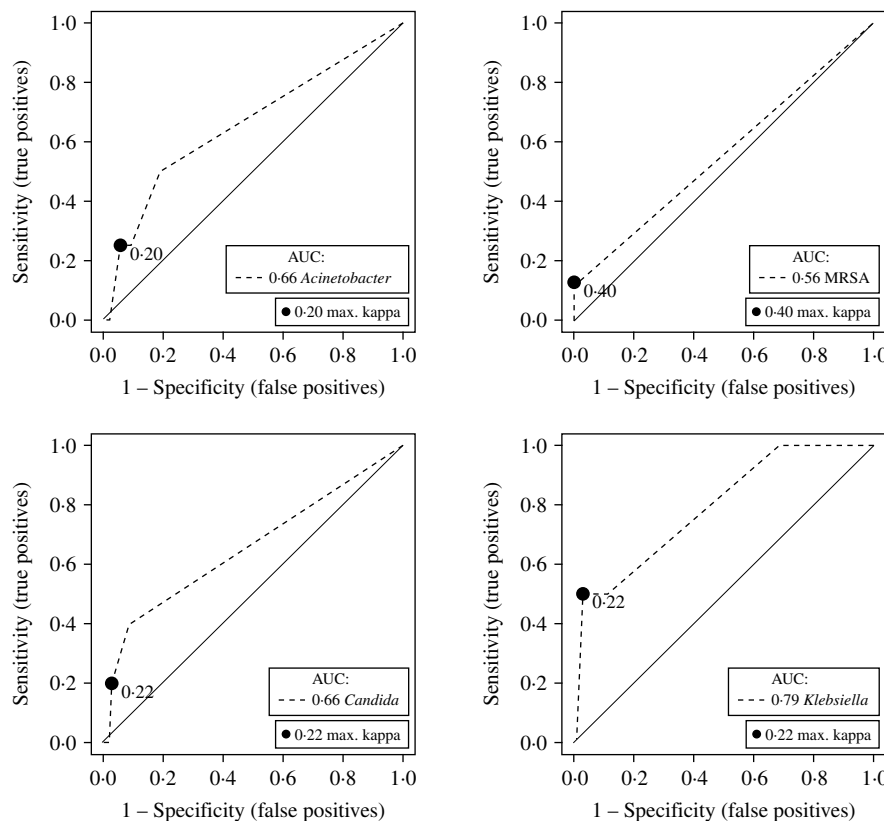 1·0
0·8
0·6
0·4
0·2
0·0
Sensitivity (true positives)
0·20
AUC:
0·66 Acinetobacter
0·20 max. kappa
0·0 0·2 0·4 0·6 0·8 1·0
1 – Specificity (false positives)
1·0
0·8
0·6
0·4
0·2
0·0
Sensitivity (true positives)
0·40
AUC:
0·56 MRSA
0·40 max. kappa
0·0 0·2 0·4 0·6 0·8 1·0
1 – Specificity (false positives)
1·0
0·8
0·6
0·4
0·2
0·0
Sensitivity (true positives)
0·22
AUC:
0·66 Candida
0·22 max. kappa
0·0 0·2 0·4 0·6 0·8 1·0
1 – Specificity (false positives)
1·0
0·8
0·6
0·4
0·2
0·0
Sensitivity (true positives)
0·22
AUC:
0·79 Klebsiella
0·22 max. kappa
0·0 0·2 0·4 0·6 0·8 1·0
1 – Specificity (false positives)